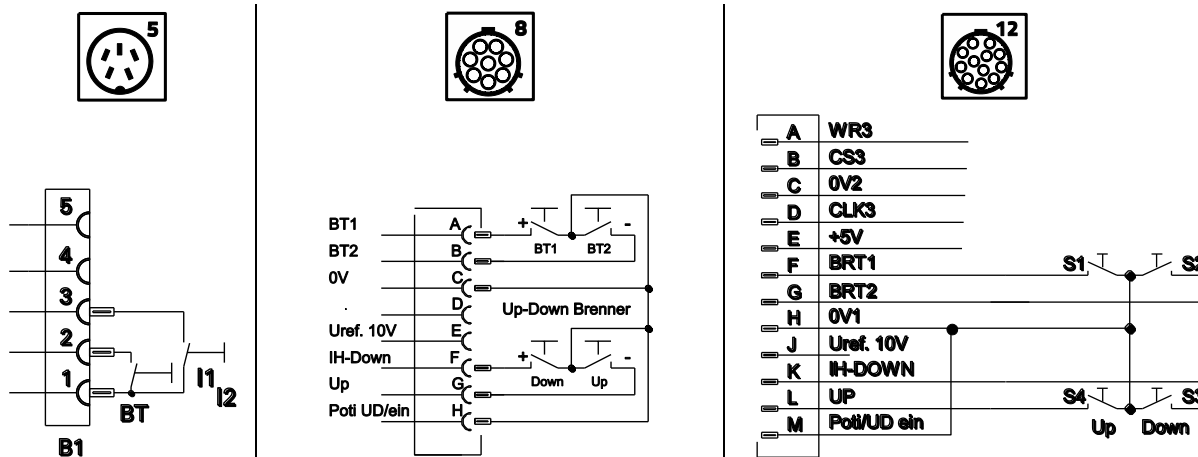 5
8
12
5
4
3
2
1
BT
I1
I2
B1
BT1 A + BT1 BT2 -
BT2 B
0V C
. D Up-Down Brenner
Uref. 10V E
IH-Down F + Down Up -
Up G
Poti UD/ein H
A WR3
B CS3
C 0V2
D CLK3
E +5V
F BRT1 S1 S2
G BRT2
H 0V1
J Uref. 10V
K IH-DOWN
L UP S4 S3
M Poti/UD ein Up Down